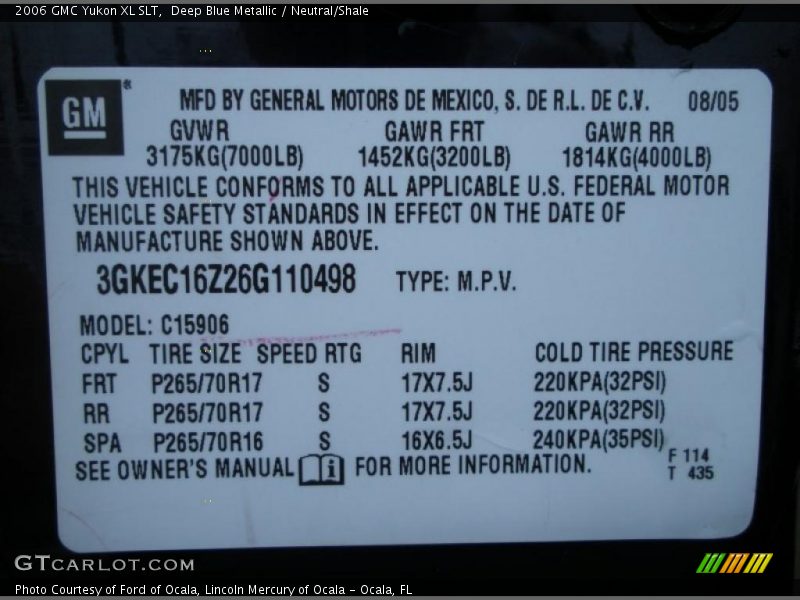 2006 GMC Yukon XL SLT,  Deep Blue Metallic / Neutral/Shale
GM
MFD BY GENERAL MOTORS DE MEXICO, S. DE R.L. DE C.V. 08/05
GVWR GAWR FRT GAWR RR
3175KG(7000LB) 1452KG(3200LB) 1814KG(4000LB)
THIS VEHICLE CONFORMS TO ALL APPLICABLE U.S. FEDERAL MOTOR
VEHICLE SAFETY STANDARDS IN EFFECT ON THE DATE OF
MANUFACTURE SHOWN ABOVE.
3GKEC16Z26G110498 TYPE: M.P.V.
MODEL: C15906
CPYL TIRE SIZE SPEED RTG RIM COLD TIRE PRESSURE
FRT P265/70R17 S 17X7.5J 220KPA(32PSI)
RR P265/70R17 S 17X7.5J 220KPA(32PSI)
SPA P265/70R16 S 16X6.5J 240KPA(35PSI)
SEE OWNER'S MANUAL i FOR MORE INFORMATION.
F 114
T 435
GTCARLOT.COM
Photo Courtesy of Ford of Ocala, Lincoln Mercury of Ocala - Ocala, FL